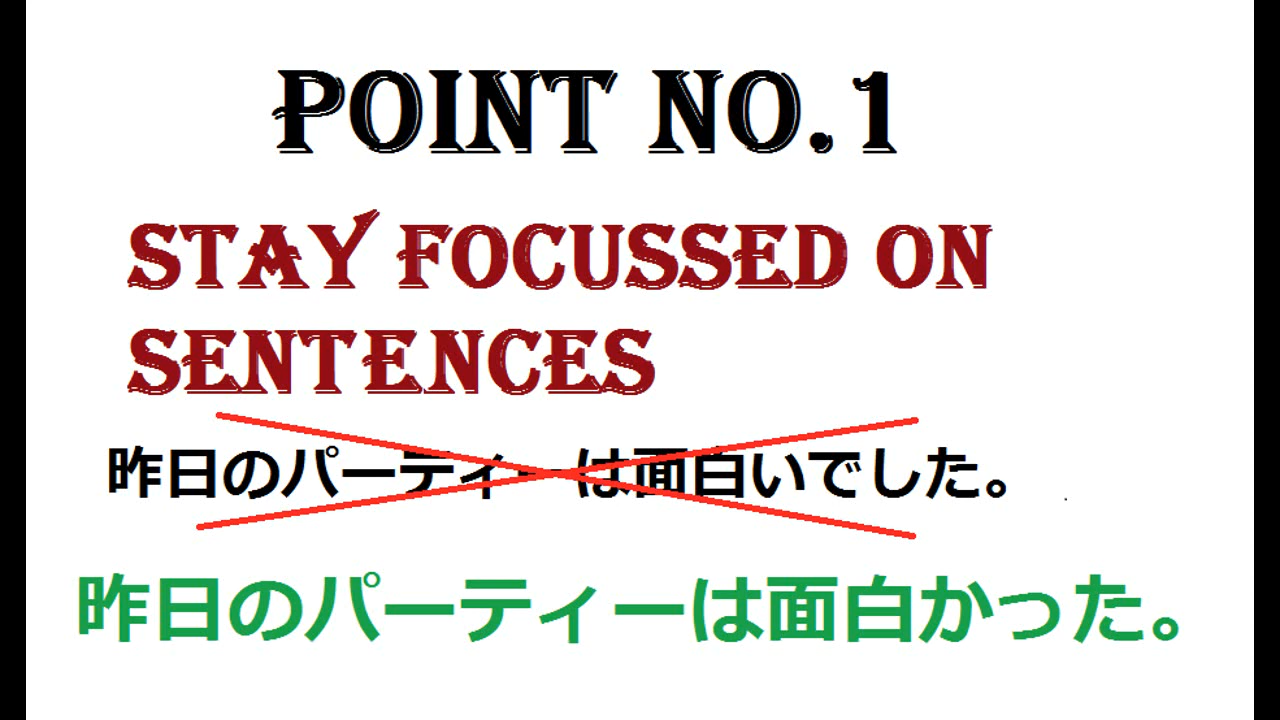 POINT NO.1
STAY FOCUSSED ON
SENTENCES
昨日のパーティーは面白いでした。
昨日のパーティーは面白かった。